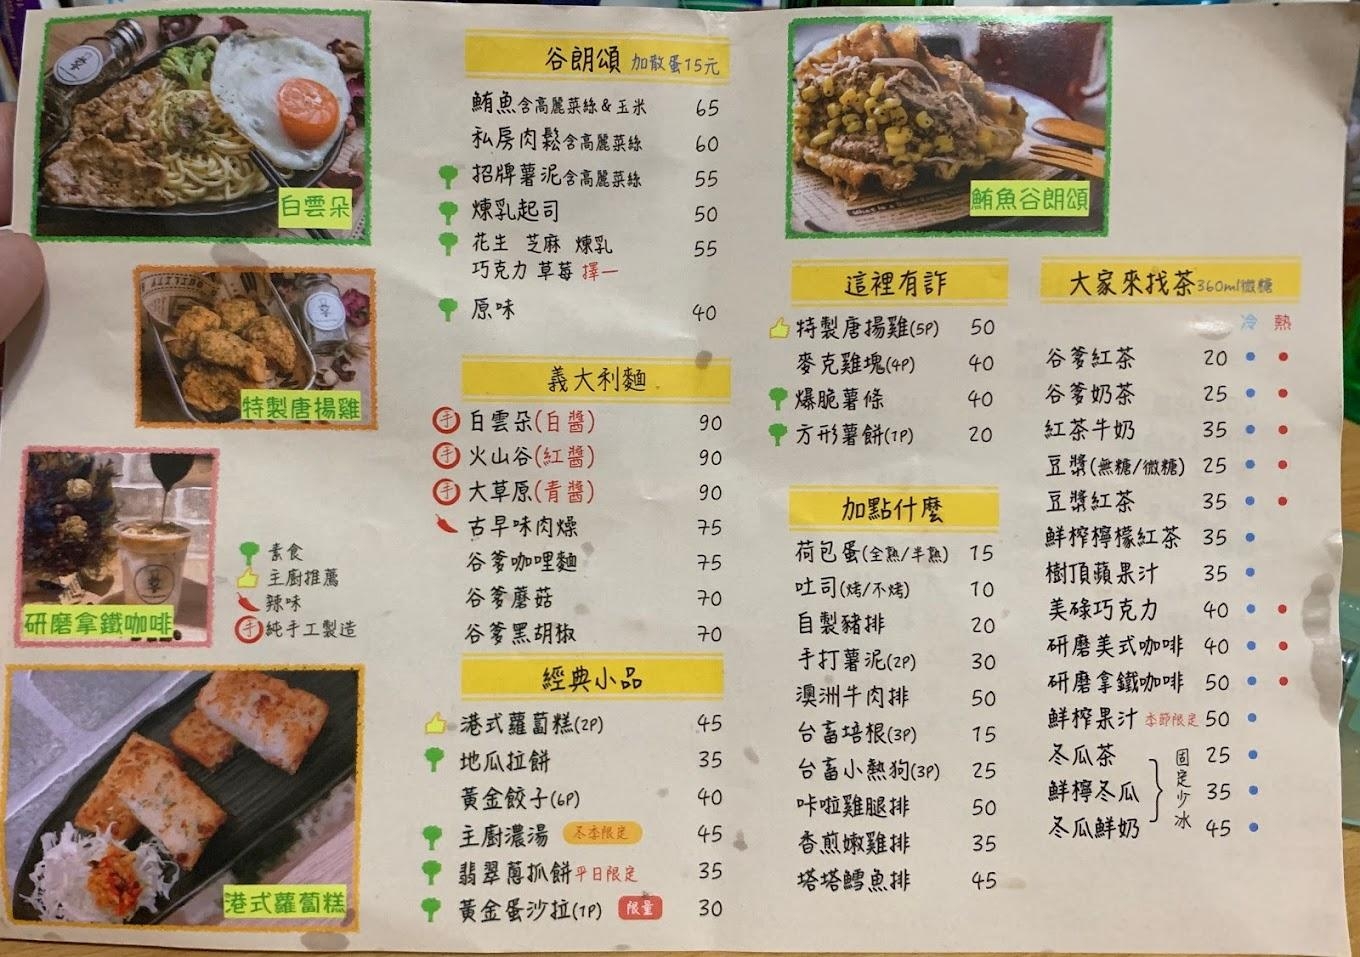 白雲朵
特製唐揚雞
研磨拿鐵咖啡
素食
主廚推薦
辣味
手 純手工製造
港式蘿蔔糕
谷朗頌 加散蛋15元
鮪魚含高麗菜絲&玉米 65
私房肉鬆含高麗菜絲 60
招牌薯泥含高麗菜絲 55
煉乳起司 50
花生 芝麻 煉乳 55
巧克力 草莓 擇一
原味 40
義大利麵
手 白雲朵(白醬) 90
手 火山谷(紅醬) 90
手 大草原(青醬) 90
古早味肉燥 75
谷爹咖哩麵 75
谷爹蘑菇 70
谷爹黑胡椒 70
經典小品
港式蘿蔔糕(2P) 45
地瓜拉餅 35
黃金餃子(6P) 40
主廚濃湯 冬季限定 45
翡翠蔥抓餅 平日限定 35
黃金蛋沙拉(1P) 限量 30
鮪魚谷朗頌
這裡有詐
特製唐揚雞(5P) 50
麥克雞塊(4P) 40
爆脆薯條 40
方形薯餅(1P) 20
加點什麼
荷包蛋(全熟/半熟) 15
吐司(烤/不烤) 10
自製豬排 20
手打薯泥(2P) 30
澳洲牛肉排 50
台畜培根(3P) 15
台畜小熱狗(3P) 25
咔啦雞腿排 50
香煎嫩雞排 35
塔塔鱈魚排 45
大家來找茶360ml微糖
冷 熱
谷爹紅茶 20
谷爹奶茶 25
紅茶牛奶 35
豆漿(無糖/微糖) 25
豆漿紅茶 35
鮮榨檸檬紅茶 35
樹頂蘋果汁 35
美碌巧克力 40
研磨美式咖啡 40
研磨拿鐵咖啡 50
鮮榨果汁 季節限定 50
冬瓜茶 25
鮮檸冬瓜 35
冬瓜鮮奶 45
固定少冰